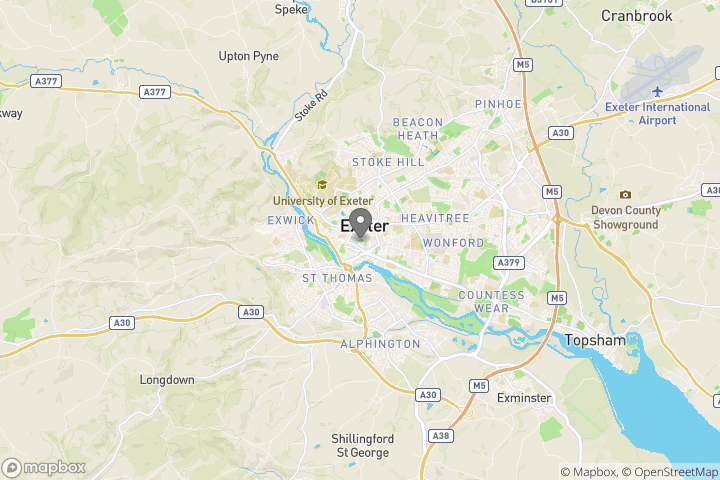 Speke
B3181
Cranbrook
Upton Pyne
M5
A377
A377
Stoke Rd
PINHOE
Exeter International
Airport
BEACON
HEATH
A30
STOKE HILL
M5
A30
University of Exeter
Devon County
Showground
EXWICK
HEAVITREE
WONFORD
A379
ST THOMAS
COUNTESS
WEAR
M5
A30
A30
Topsham
ALPHINGTON
Longdown
M5
A30
Exminster
Shillingford
St George
A38
mapbox
© Mapbox, © OpenStreetMap